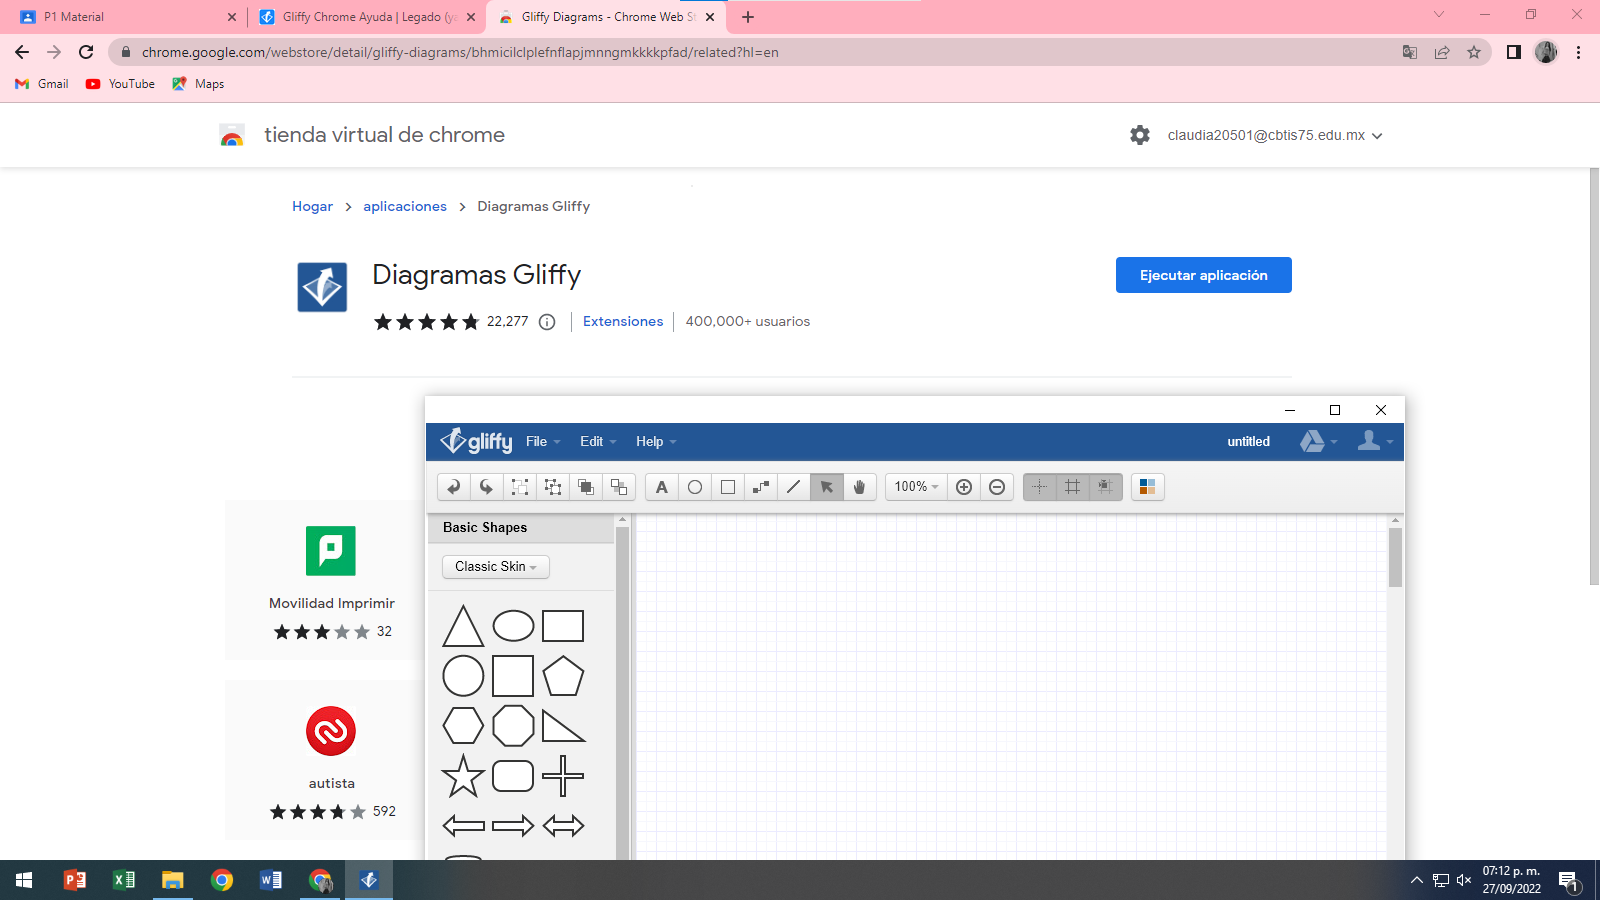 P1 Material
Gliffy Chrome Ayuda | Legado (ya
Gliffy Diagrams - Chrome Web St
chrome.google.com/webstore/detail/gliffy-diagrams/bhmicilclplefnflapjmnngmkkkkpfad/related?hl=en
Gmail
YouTube
Maps
tienda virtual de chrome
claudia20501@cbtis75.edu.mx
Hogar > aplicaciones > Diagramas Gliffy
Diagramas Gliffy
Ejecutar aplicación
22,277
Extensiones
400,000+ usuarios
gliffy
File
Edit
Help
untitled
A
100%
Basic Shapes
Classic Skin
Movilidad Imprimir
32
autista
592
07:12 p. m.
27/09/2022
1